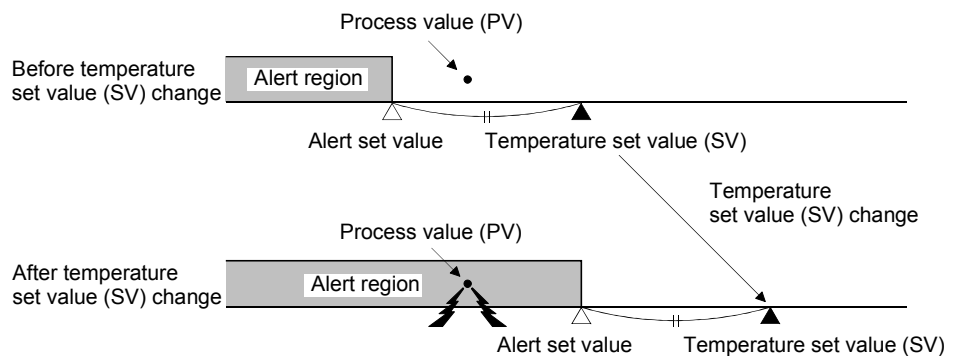 Process value (PV)
Before temperature
set value (SV) change
Alert region
Alert set value
Temperature set value (SV)
Temperature
set value (SV) change
Process value (PV)
After temperature
set value (SV) change
Alert region
Alert set value
Temperature set value (SV)